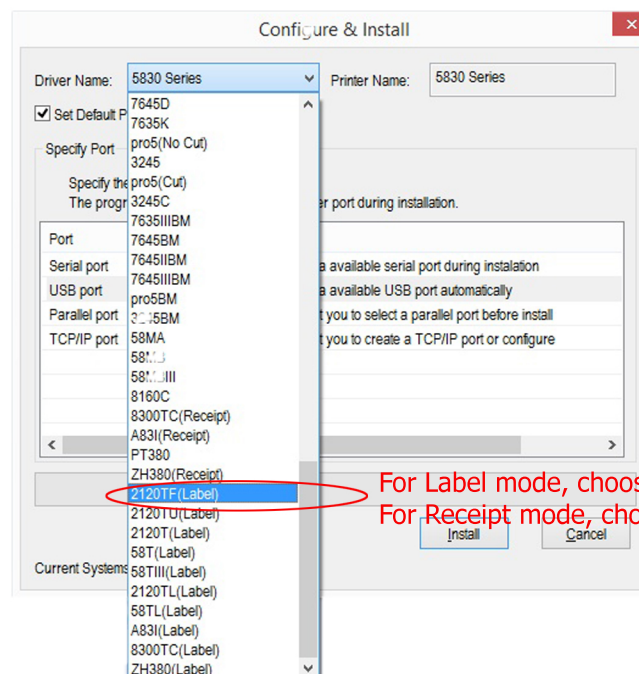 Configure & Install
Driver Name: 5830 Series Printer Name: 5830 Series
Set Default P
Specify Port
Specify the
The progr er port during installation.
Port
Serial port a available serial port during instalation
USB port a available USB port automatically
Parallel port t you to select a parallel port before install
TCP/IP port t you to create a TCP/IP port or configure
7645D
7635K
pro5(No Cut)
3245
pro5(Cut)
3245C
7635IIIBM
7645BM
7645IIBM
7645IIIBM
pro5BM
58MA
8160C
8300TC(Receipt)
A83I(Receipt)
PT380
ZH380(Receipt)
2120TF(Label)
2120TU(Label)
2120T(Label)
58T(Label)
58TIII(Label)
2120TL(Label)
58TL(Label)
A83I(Label)
8300TC(Label)
ZH380(Label)
For Label mode, choos
For Receipt mode, cho
Install Cancel
Current Systems